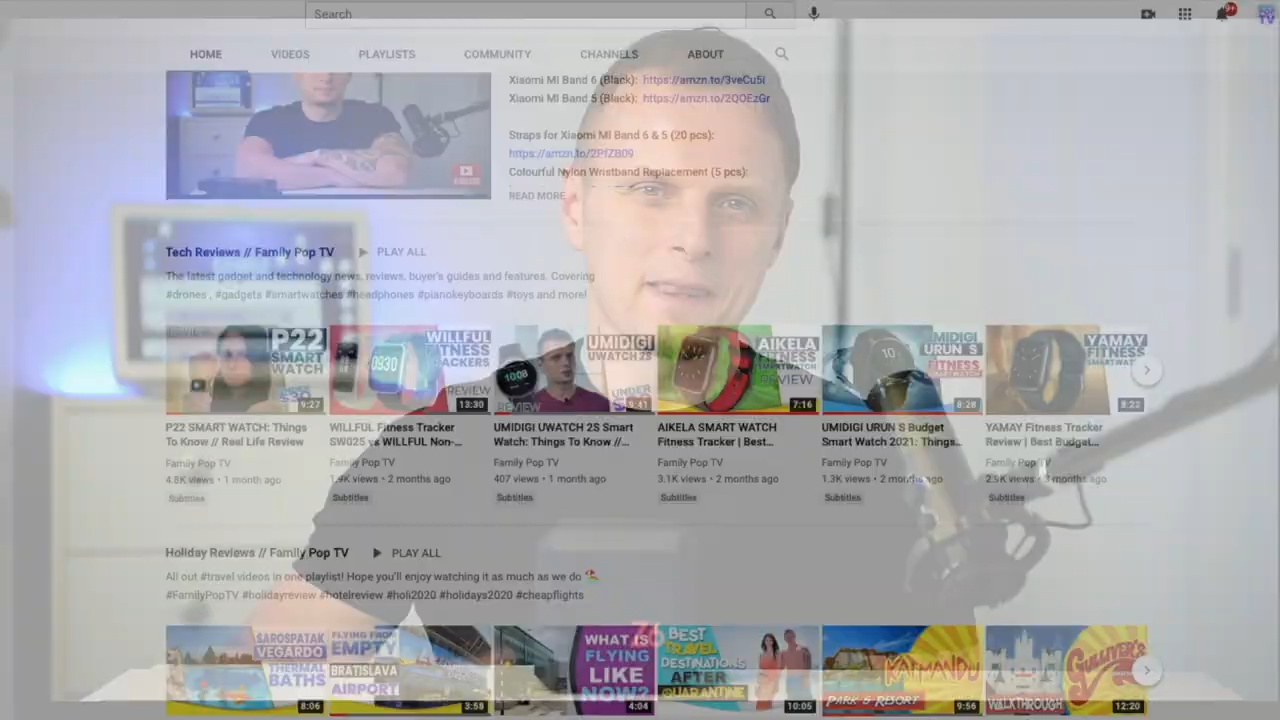 Search
9+
POP
TV
HOME VIDEOS PLAYLISTS COMMUNITY CHANNELS ABOUT
Xiaomi MI Band 6 (Black): https://amzn.to/3veCu5i
Xiaomi MI Band 5 (Black): https://amzn.to/2QOEzGr
Straps for Xiaomi MI Band 6 & 5 (20 pcs):
https://amzn.to/2PfZB09
Colourful Nylon Wristband Replacement (5 pcs):
READ MORE
Tech Reviews // Family Pop TV PLAY ALL
The latest gadget and technology news, reviews, buyer's guides and features. Covering
#drones , #gadgets #smartwatches #headphones #pianokeyboards #toys and more!
REVIEW P22 SMART WATCH $30 9:27
WILLFUL FITNESS TRACKERS REVIEW 13:30
UMIDIGI UWATCH 2S 10:08 REVIEW UNDER 9:41
AIKELA FITNESS SMARTWATCH REVIEW 7:16
UMIDIGI URUN S FITNESS SMARTWATCH 8:28
YAMAY FITNESS SMARTWATCH 8:22
P22 SMART WATCH: Things
To Know // Real Life Review
Family Pop TV
4.8K views • 1 month ago
Subtitles
WILLFUL Fitness Tracker
SW025 vs WILLFUL Non-...
Family Pop TV
1.9K views • 2 months ago
Subtitles
UMIDIGI UWATCH 2S Smart
Watch: Things To Know //...
Family Pop TV
407 views • 1 month ago
Subtitles
AIKELA SMART WATCH
Fitness Tracker | Best...
Family Pop TV
3.1K views • 2 months ago
Subtitles
UMIDIGI URUN S Budget
Smart Watch 2021: Things...
Family Pop TV
1.3K views • 2 months ago
Subtitles
YAMAY Fitness Tracker
Review | Best Budget...
Family Pop TV
2.5K views • 3 months ago
Subtitles
Holiday Reviews // Family Pop TV PLAY ALL
All out #travel videos in one playlist! Hope you'll enjoy watching it as much as we do
#FamilyPopTV #holidayreview #hotelreview #holi2020 #holidays2020 #cheapflights
SAROSPATAK VEGARDO THERMAL BATHS 8:06
FLYING FROM EMPTY BRATISLAVA AIRPORT 3:58
WHAT IS FLYING LIKE NOW? 4:04
BEST TRAVEL DESTINATIONS AFTER QUARANTINE 10:05
KATMANDU PARK & RESORT 9:56
GULLIVER'S WALKTHROUGH 12:20